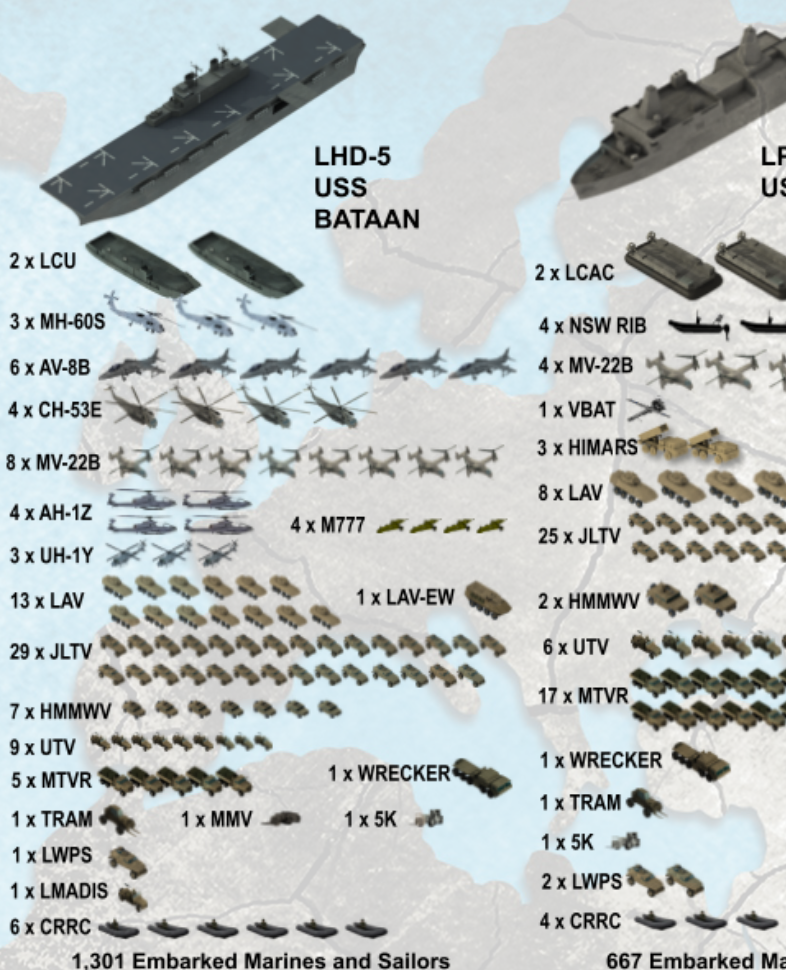 LHD-5
USS
BATAAN
2 x LCU
3 x MH-60S
6 x AV-8B
4 x CH-53E
8 x MV-22B
4 x AH-1Z
4 x M777
3 x UH-1Y
13 x LAV
1 x LAV-EW
29 x JLTV
7 x HMMWV
9 x UTV
5 x MTVR
1 x WRECKER
1 x TRAM
1 x MMV
1 x 5K
1 x LWPS
1 x LMADIS
6 x CRRC
1,301 Embarked Marines and Sailors
2 x LCAC
4 x NSW RIB
4 x MV-22B
1 x VBAT
3 x HIMARS
8 x LAV
25 x JLTV
2 x HMMWV
6 x UTV
17 x MTVR
1 x WRECKER
1 x TRAM
1 x 5K
2 x LWPS
4 x CRRC
667 Embarked